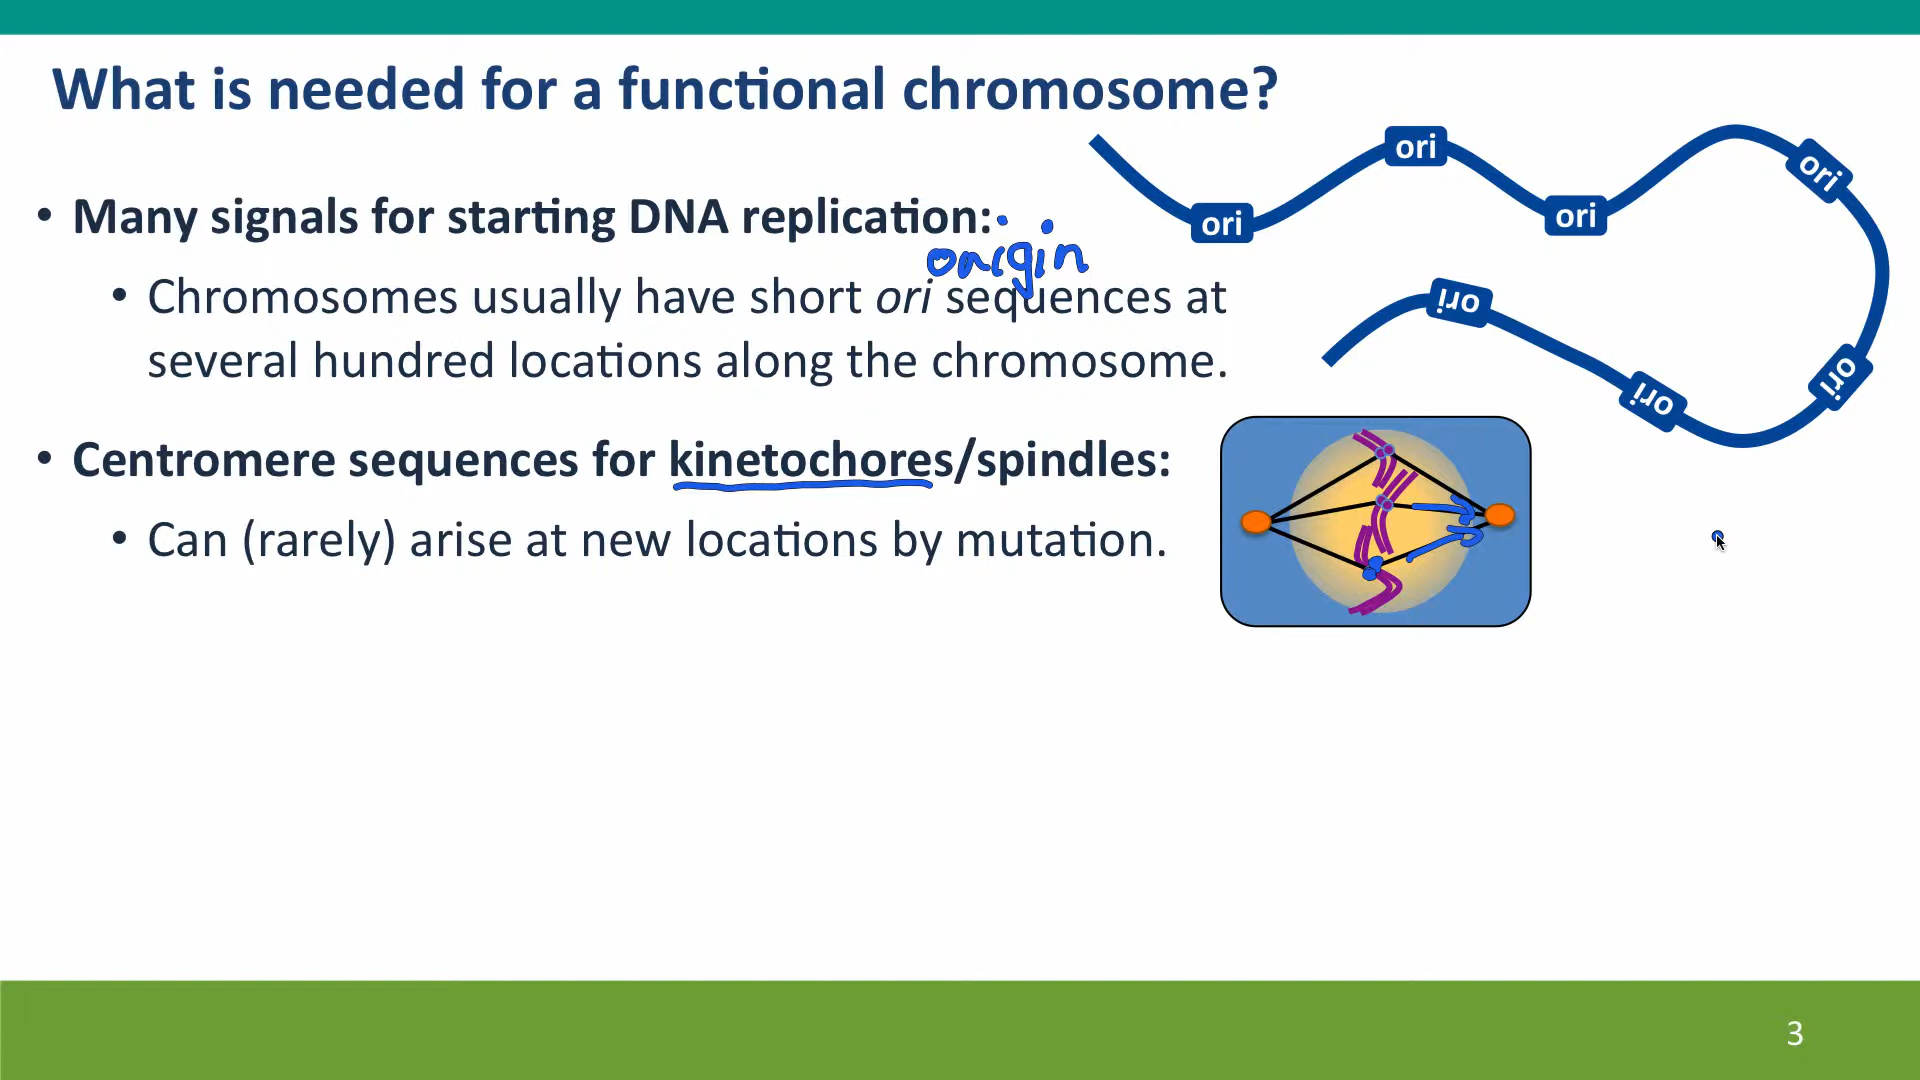 What is needed for a functional chromosome?
• Many signals for starting DNA replication:
origin
• Chromosomes usually have short ori sequences at
several hundred locations along the chromosome.
• Centromere sequences for kinetochores/spindles:
• Can (rarely) arise at new locations by mutation.
ori
ori
ori
ori
ori
ori
ori
3